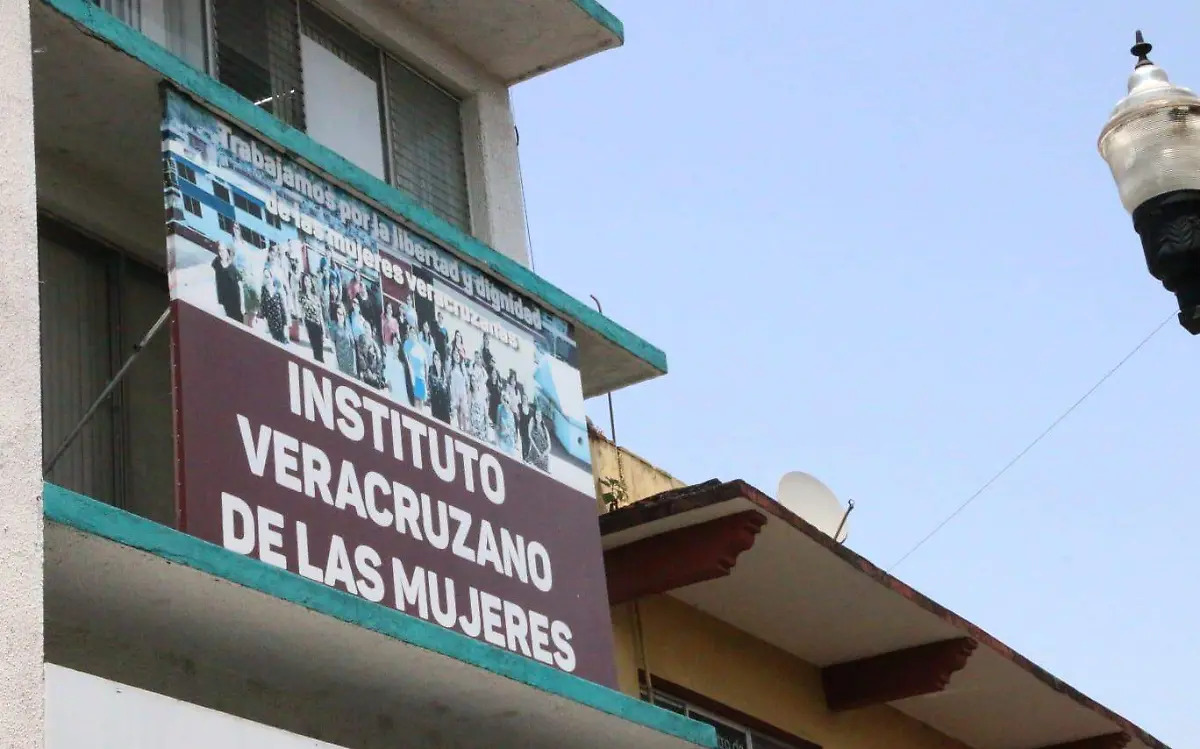 Trabajamos por la libertad y dignidad
de las mujeres veracruzanas
INSTITUTO
VERACRUZANO
DE LAS MUJERES